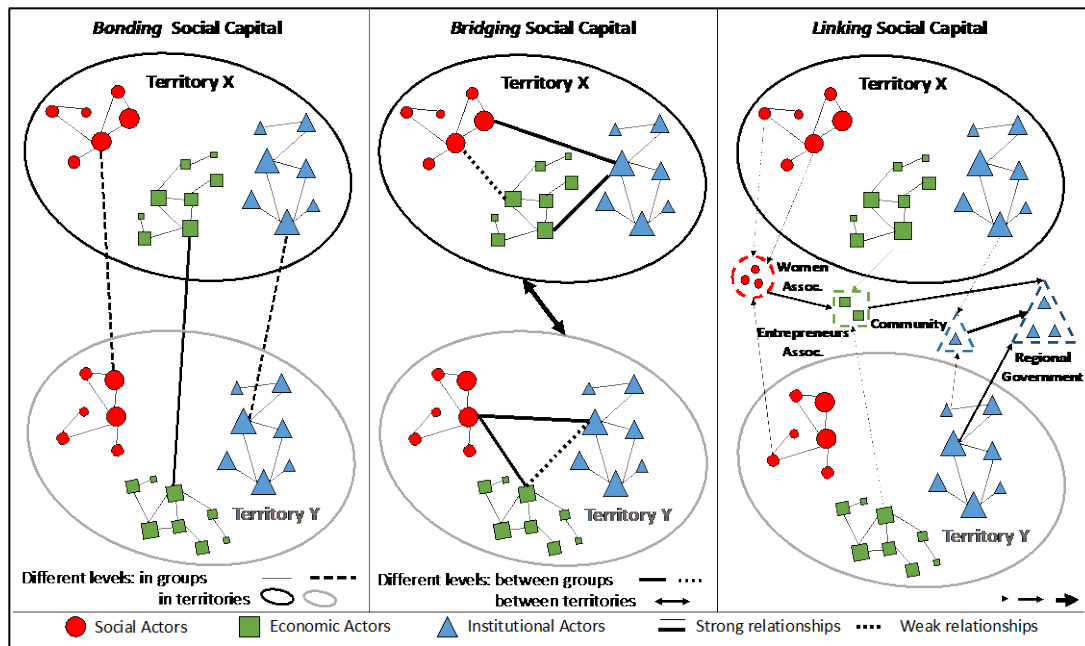 Bonding Social Capital
Bridging Social Capital
Linking Social Capital
Territory X
Territory X
Territory X
Women
Assoc.
Entrepreneurs
Assoc.
Community
Regional
Government
Territory Y
Territory Y
Territory Y
Different levels: in groups
in territories
Different levels: between groups
between territories
Social Actors
Economic Actors
Institutional Actors
Strong relationships
Weak relationships